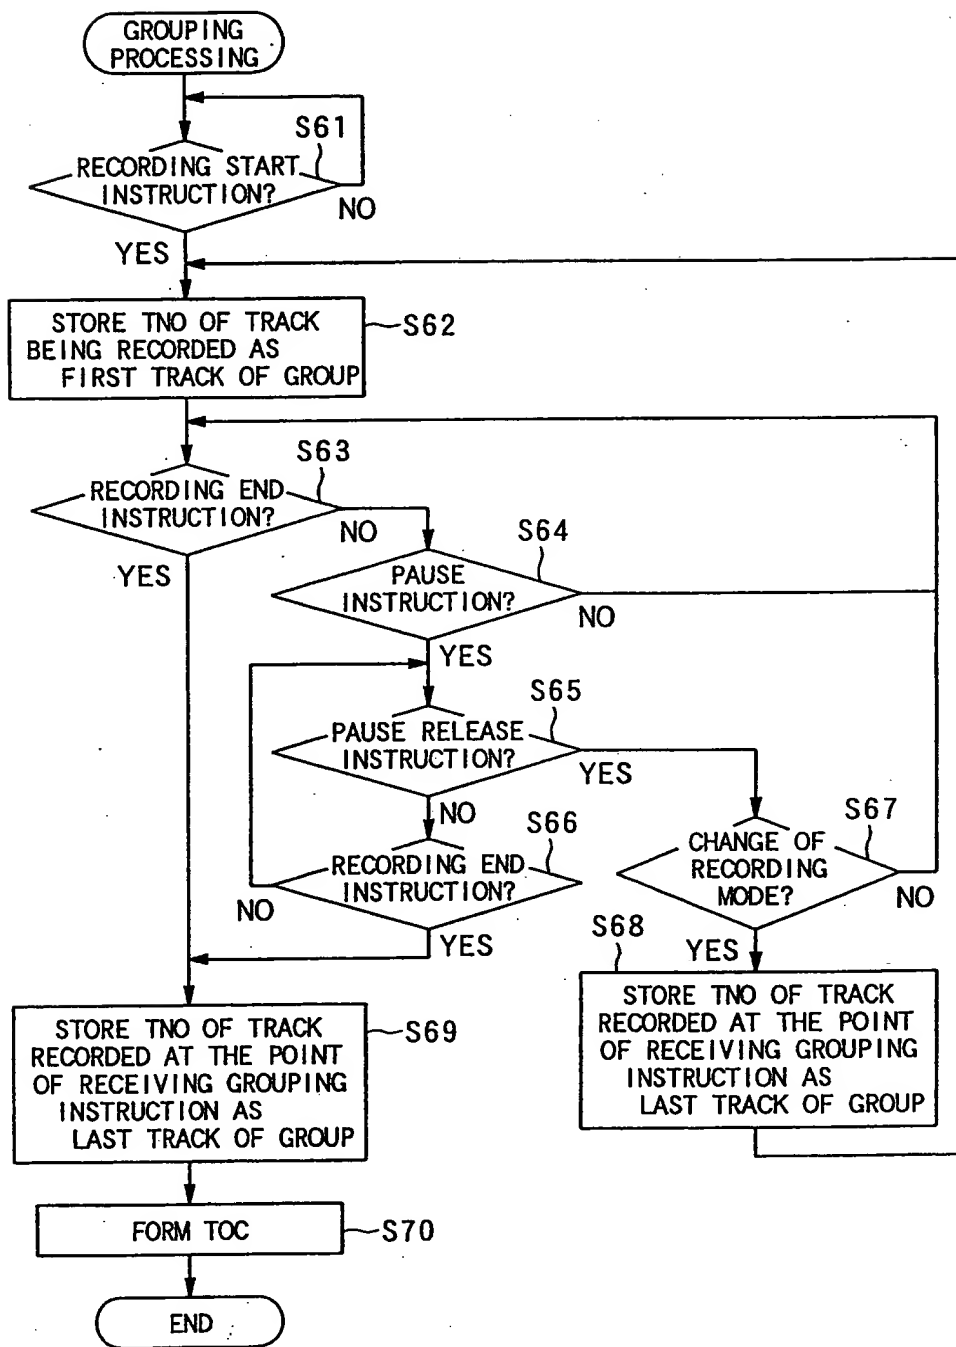 GROUPING
PROCESSING
S61
RECORDING START
INSTRUCTION?
NO
YES
STORE TNO OF TRACK
BEING RECORDED AS
FIRST TRACK OF GROUP
S62
S63
RECORDING END
INSTRUCTION?
NO
YES
S64
PAUSE
INSTRUCTION?
NO
YES
S65
PAUSE RELEASE
INSTRUCTION?
YES
NO
S66
RECORDING END
INSTRUCTION?
NO
YES
S67
CHANGE OF
RECORDING
MODE?
NO
YES
S68
STORE TNO OF TRACK
RECORDED AT THE POINT
OF RECEIVING GROUPING
INSTRUCTION AS
LAST TRACK OF GROUP
STORE TNO OF TRACK
RECORDED AT THE POINT
OF RECEIVING GROUPING
INSTRUCTION AS
LAST TRACK OF GROUP
S69
FORM TOC
S70
END